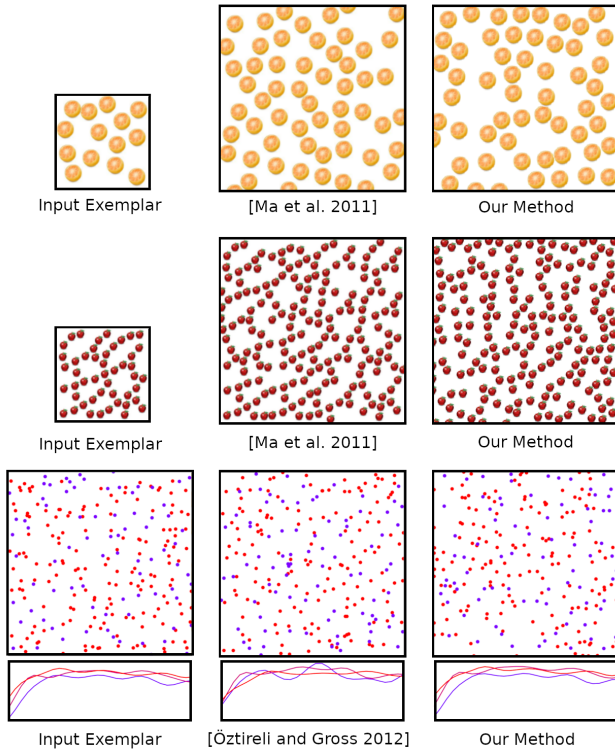 Input Exemplar
[Ma et al. 2011]
Our Method
Input Exemplar
[Ma et al. 2011]
Our Method
Input Exemplar
[Öztireli and Gross 2012]
Our Method